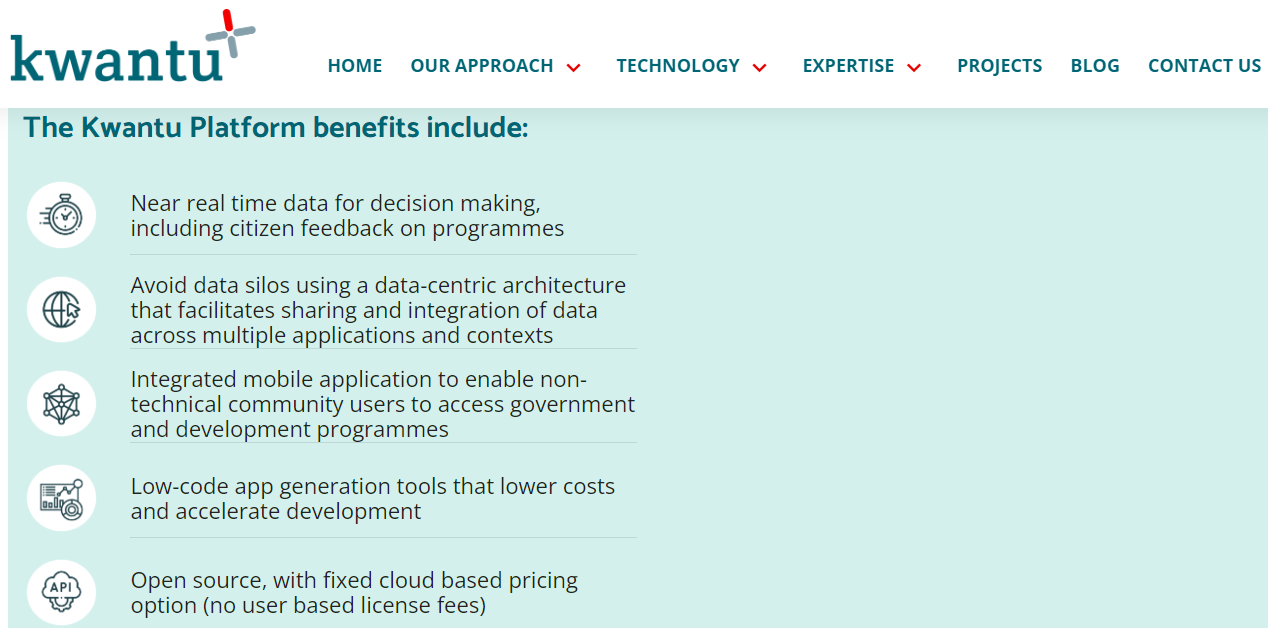 kwantu
HOME OUR APPROACH TECHNOLOGY EXPERTISE PROJECTS BLOG CONTACT US
The Kwantu Platform benefits include:
Near real time data for decision making,
including citizen feedback on programmes
Avoid data silos using a data-centric architecture
that facilitates sharing and integration of data
across multiple applications and contexts
Integrated mobile application to enable non-
technical community users to access government
and development programmes
Low-code app generation tools that lower costs
and accelerate development
API
Open source, with fixed cloud based pricing
option (no user based license fees)